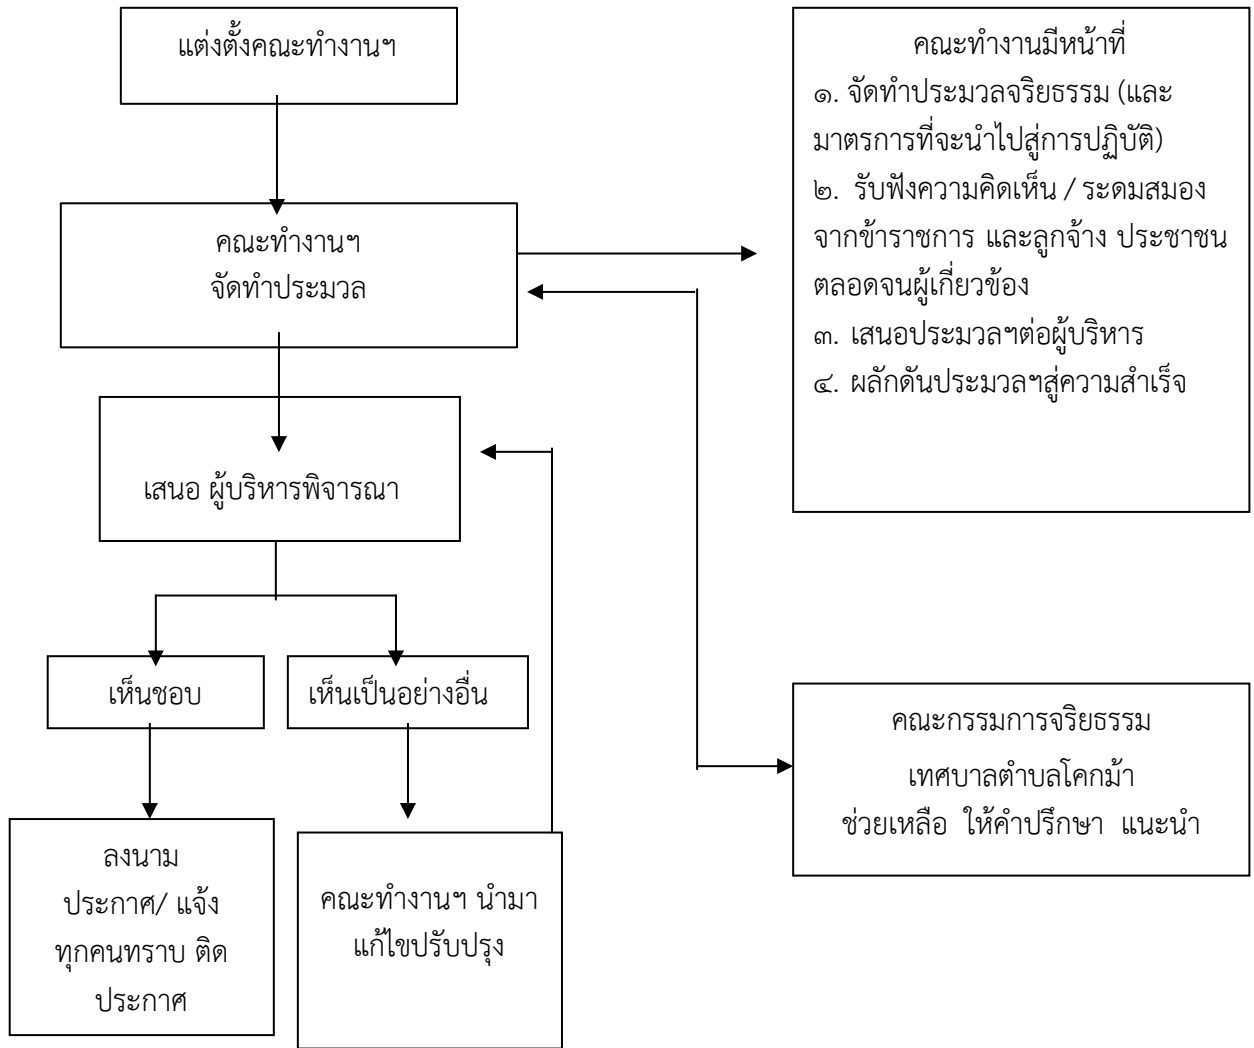 แต่งตั้งคณะทำงานฯ
คณะทำงานฯ
จัดทำประมวล
เสนอ ผู้บริหารพิจารณา
เห็นชอบ
เห็นเป็นอย่างอื่น
ลงนาม
ประกาศ/ แจ้ง
ทุกคนทราบ ติด
ประกาศ
คณะทำงานฯ นำมา
แก้ไขปรับปรุง
คณะทำงานมีหน้าที่
๑. จัดทำประมวลจริยธรรม (และ
มาตรการที่จะนำไปสู่การปฏิบัติ)
๒. รับฟังความคิดเห็น / ระดมสมอง
จากข้าราชการ และลูกจ้าง ประชาชน
ตลอดจนผู้เกี่ยวข้อง
๓. เสนอประมวลฯต่อผู้บริหาร
๔. ผลักดันประมวลฯสู่ความสำเร็จ
คณะกรรมการจริยธรรม
เทศบาลตำบลโคกม้า
ช่วยเหลือ ให้คำปรึกษา แนะนำ